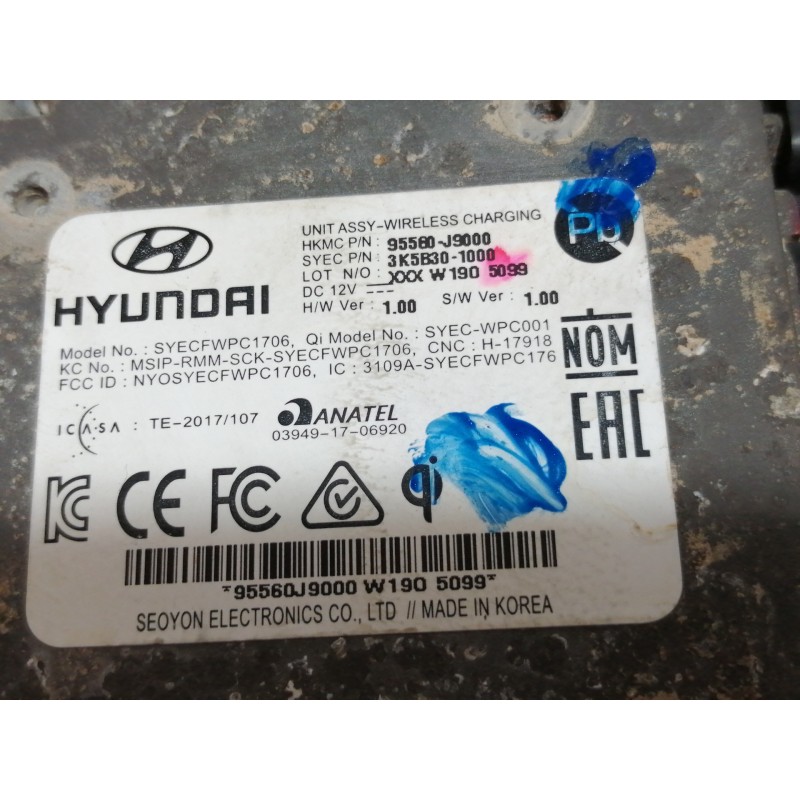 HYUNDAI
UNIT ASSY-WIRELESS CHARGING
HKMC P/N : 95560-J9000
SYEC P/N : 3K5B30-1000
LOT N/O : XXX W190 5099
DC 12V
H/W Ver : 1.00 S/W Ver : 1.00
Model No. : SYECFWPC1706, Qi Model No. : SYEC-WPC001
KC No. : MSIP-RMM-SCK-SYECFWPC1706, CNC : H-17918
FCC ID : NYOSYECFWPC1706, IC : 3109A-SYECFWPC176
NOM
ICASA : TE-2017/107
ANATEL
03949-17-06920
EAC
KC CE FC qi
*95560J9000 W190 5099*
SEOYON ELECTRONICS CO., LTD // MADE IN KOREA